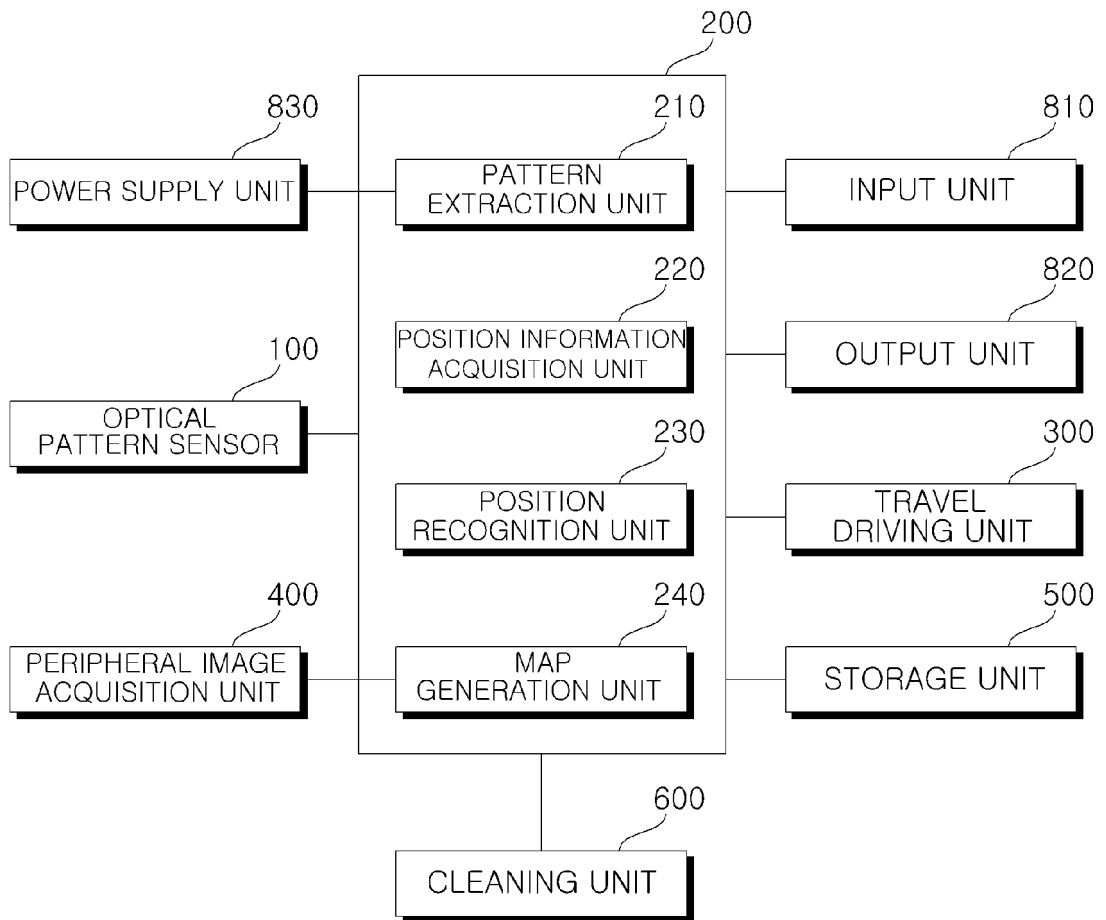 200
830
210
810
POWER SUPPLY UNIT
PATTERN
EXTRACTION UNIT
INPUT UNIT
220
820
100
POSITION INFORMATION
ACQUISITION UNIT
OUTPUT UNIT
OPTICAL
PATTERN SENSOR
230
300
POSITION
RECOGNITION UNIT
TRAVEL
DRIVING UNIT
400
240
500
PERIPHERAL IMAGE
ACQUISITION UNIT
MAP
GENERATION UNIT
STORAGE UNIT
600
CLEANING UNIT